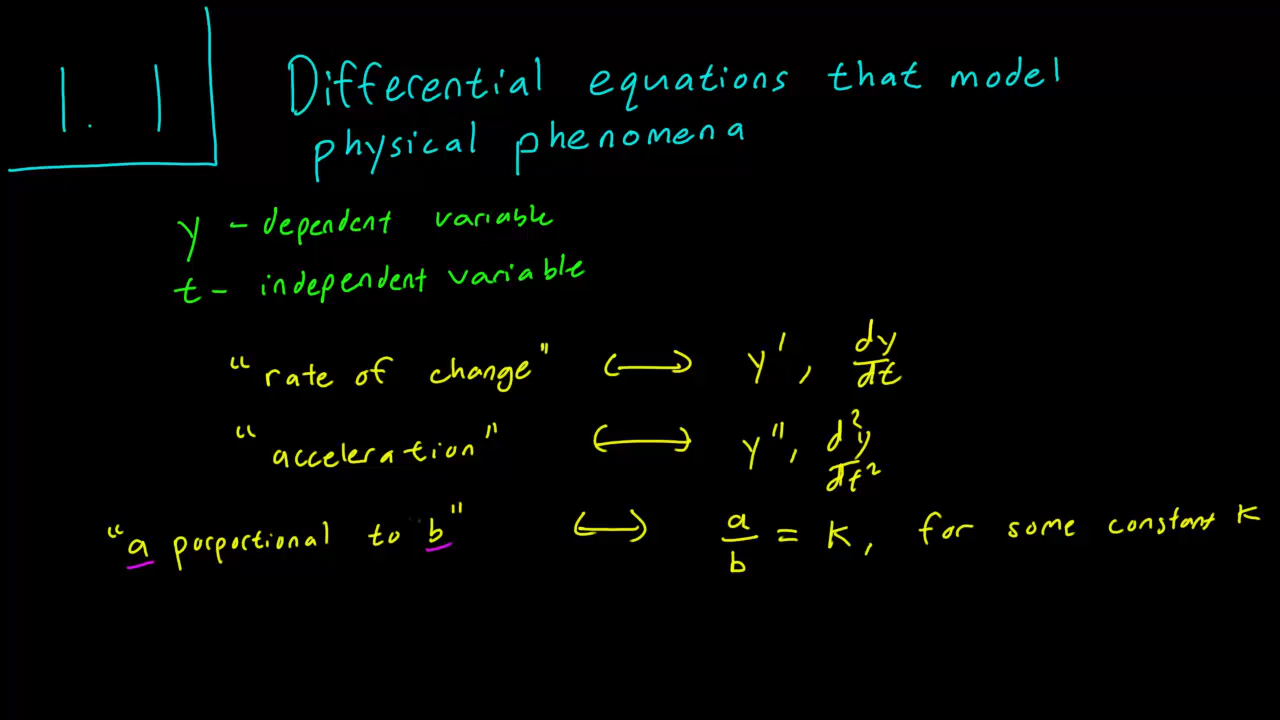 1.1
Differential equations that model
physical phenomena
y - dependent variable
t - independent variable
"rate of change" ⟷ y', dy/dt
"acceleration" ⟷ y", d²y/dt²
"a porportional to b" ⟷ a/b = K, for some constant K